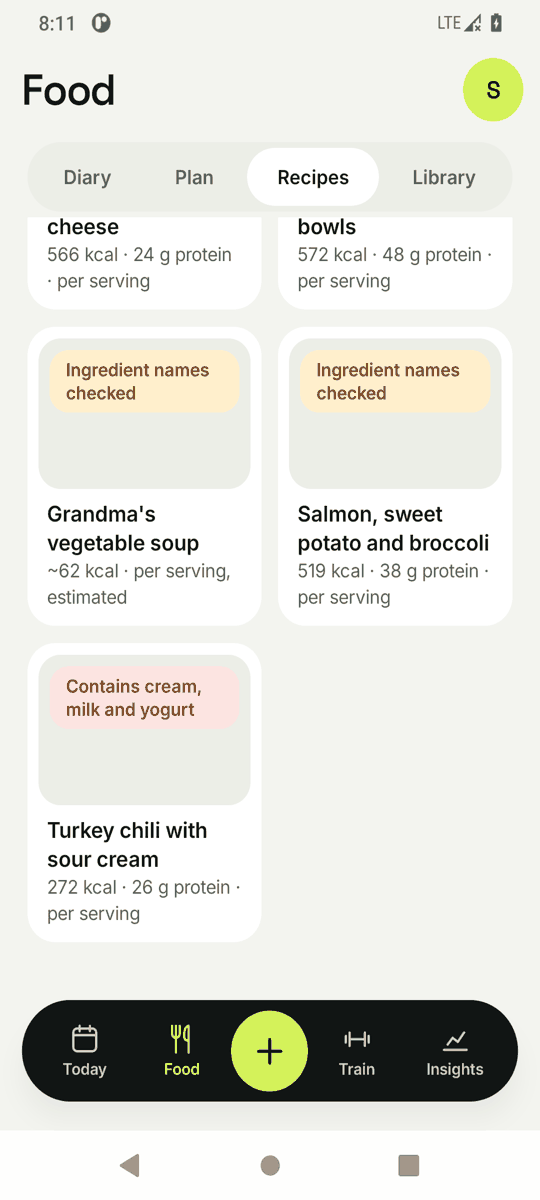 8:11
LTE
Food
S
Diary
Plan
Recipes
Library
cheese
566 kcal · 24 g protein
· per serving
bowls
572 kcal · 48 g protein ·
per serving
Ingredient names
checked
Grandma's
vegetable soup
~62 kcal · per serving,
estimated
Ingredient names
checked
Salmon, sweet
potato and broccoli
519 kcal · 38 g protein ·
per serving
Contains cream,
milk and yogurt
Turkey chili with
sour cream
272 kcal · 26 g protein ·
per serving
Today
Food
Train
Insights